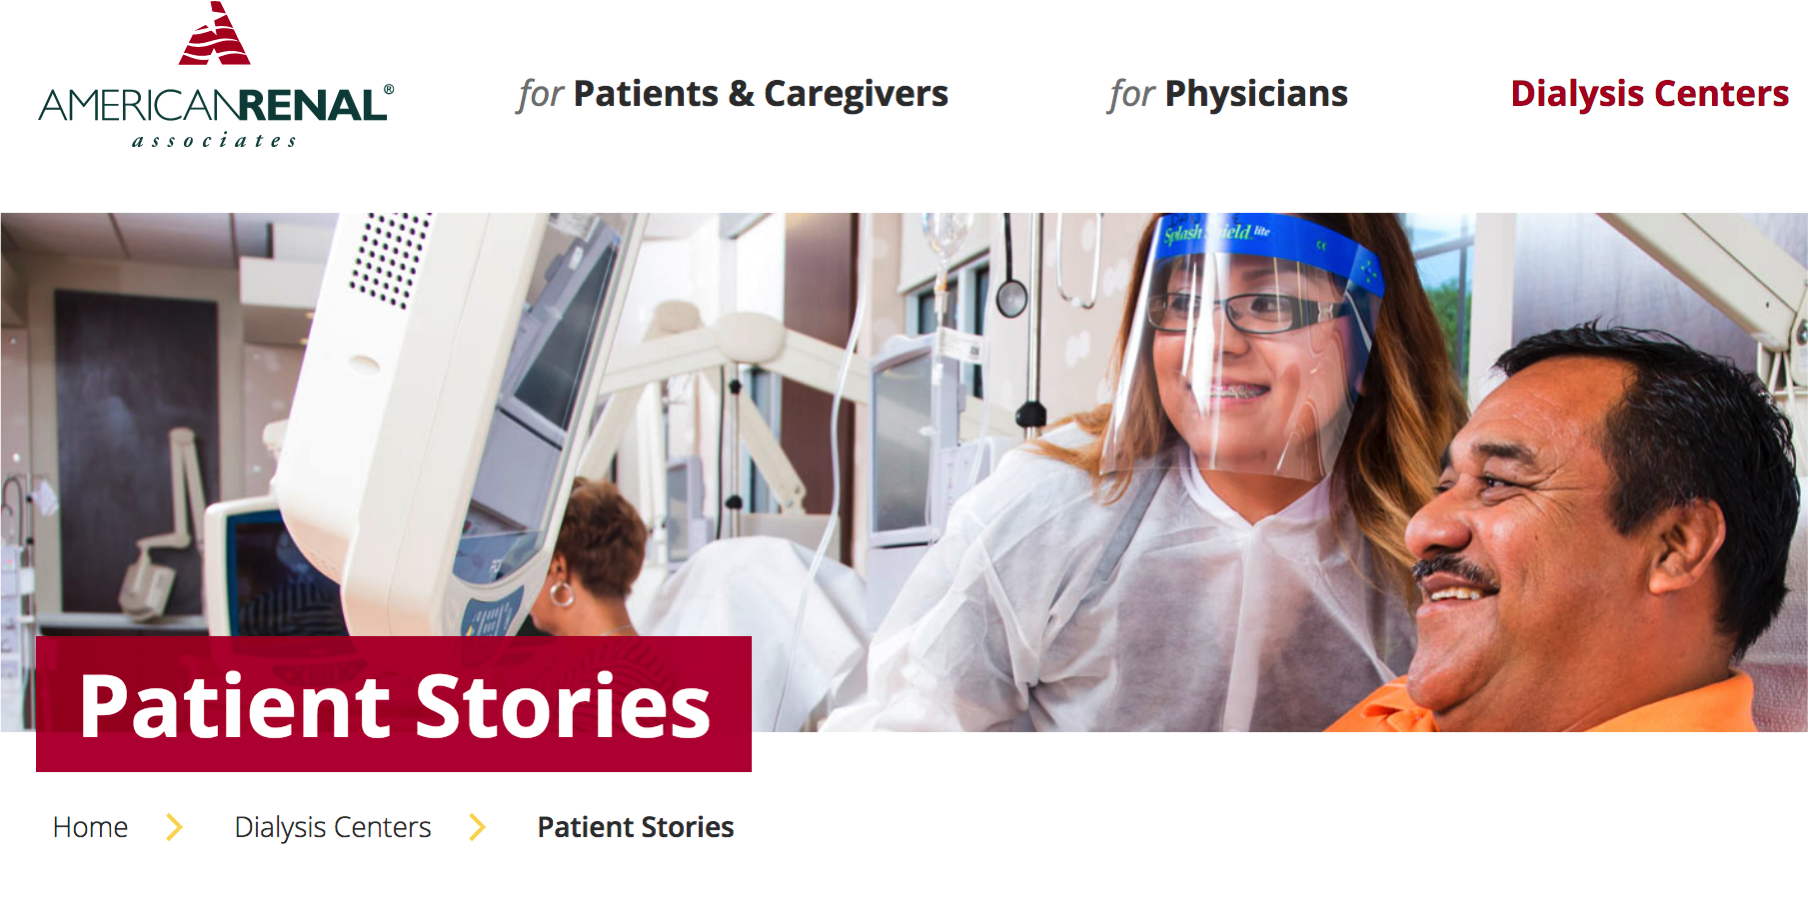 AMERICANRENAL®
associates
for Patients & Caregivers
for Physicians
Dialysis Centers
Splash Shield lite
CE
Patient Stories
Home
Dialysis Centers
Patient Stories